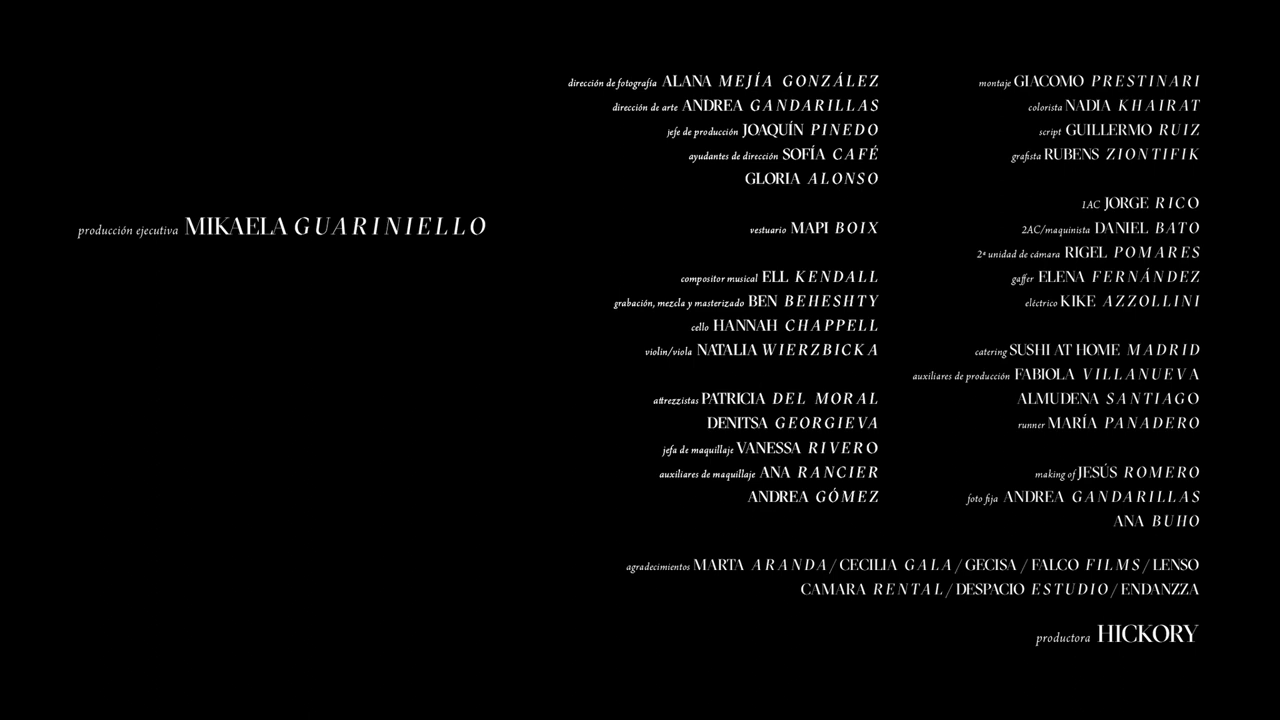 producción ejecutiva MIKAELA GUARINIELLO
dirección de fotografía ALANA MEJÍA GONZÁLEZ
dirección de arte ANDREA GANDARILLAS
jefe de producción JOAQUÍN PINEDO
ayudantes de dirección SOFÍA CAFÉ
GLORIA ALONSO
vestuario MAPI BOIX
compositor musical ELL KENDALL
grabación, mezcla y masterizado BEN BEHESHTY
cello HANNAH CHAPPELL
violín/viola NATALIA WIERZBICKA
attrezzistas PATRICIA DEL MORAL
DENITSA GEORGIEVA
jefa de maquillaje VANESSA RIVERO
auxiliares de maquillaje ANA RANCIER
ANDREA GÓMEZ
montaje GIACOMO PRESTINARI
colorista NADIA KHAIRAT
script GUILLERMO RUIZ
grafista RUBENS ZIONTIFIK
1AC JORGE RICO
2AC/maquinista DANIEL BATO
2ª unidad de cámara RIGEL POMARES
gaffer ELENA FERNÁNDEZ
eléctrico KIKE AZZOLLINI
catering SUSHI AT HOME MADRID
auxiliares de producción FABIOLA VILLANUEVA
ALMUDENA SANTIAGO
runner MARÍA PANADERO
making of JESÚS ROMERO
foto fija ANDREA GANDARILLAS
ANA BUHO
agradecimientos MARTA ARANDA / CECILIA GALA / GECISA / FALCO FILMS / LENSO
CAMARA RENTAL / DESPACIO ESTUDIO / ENDANZZA
productora HICKORY